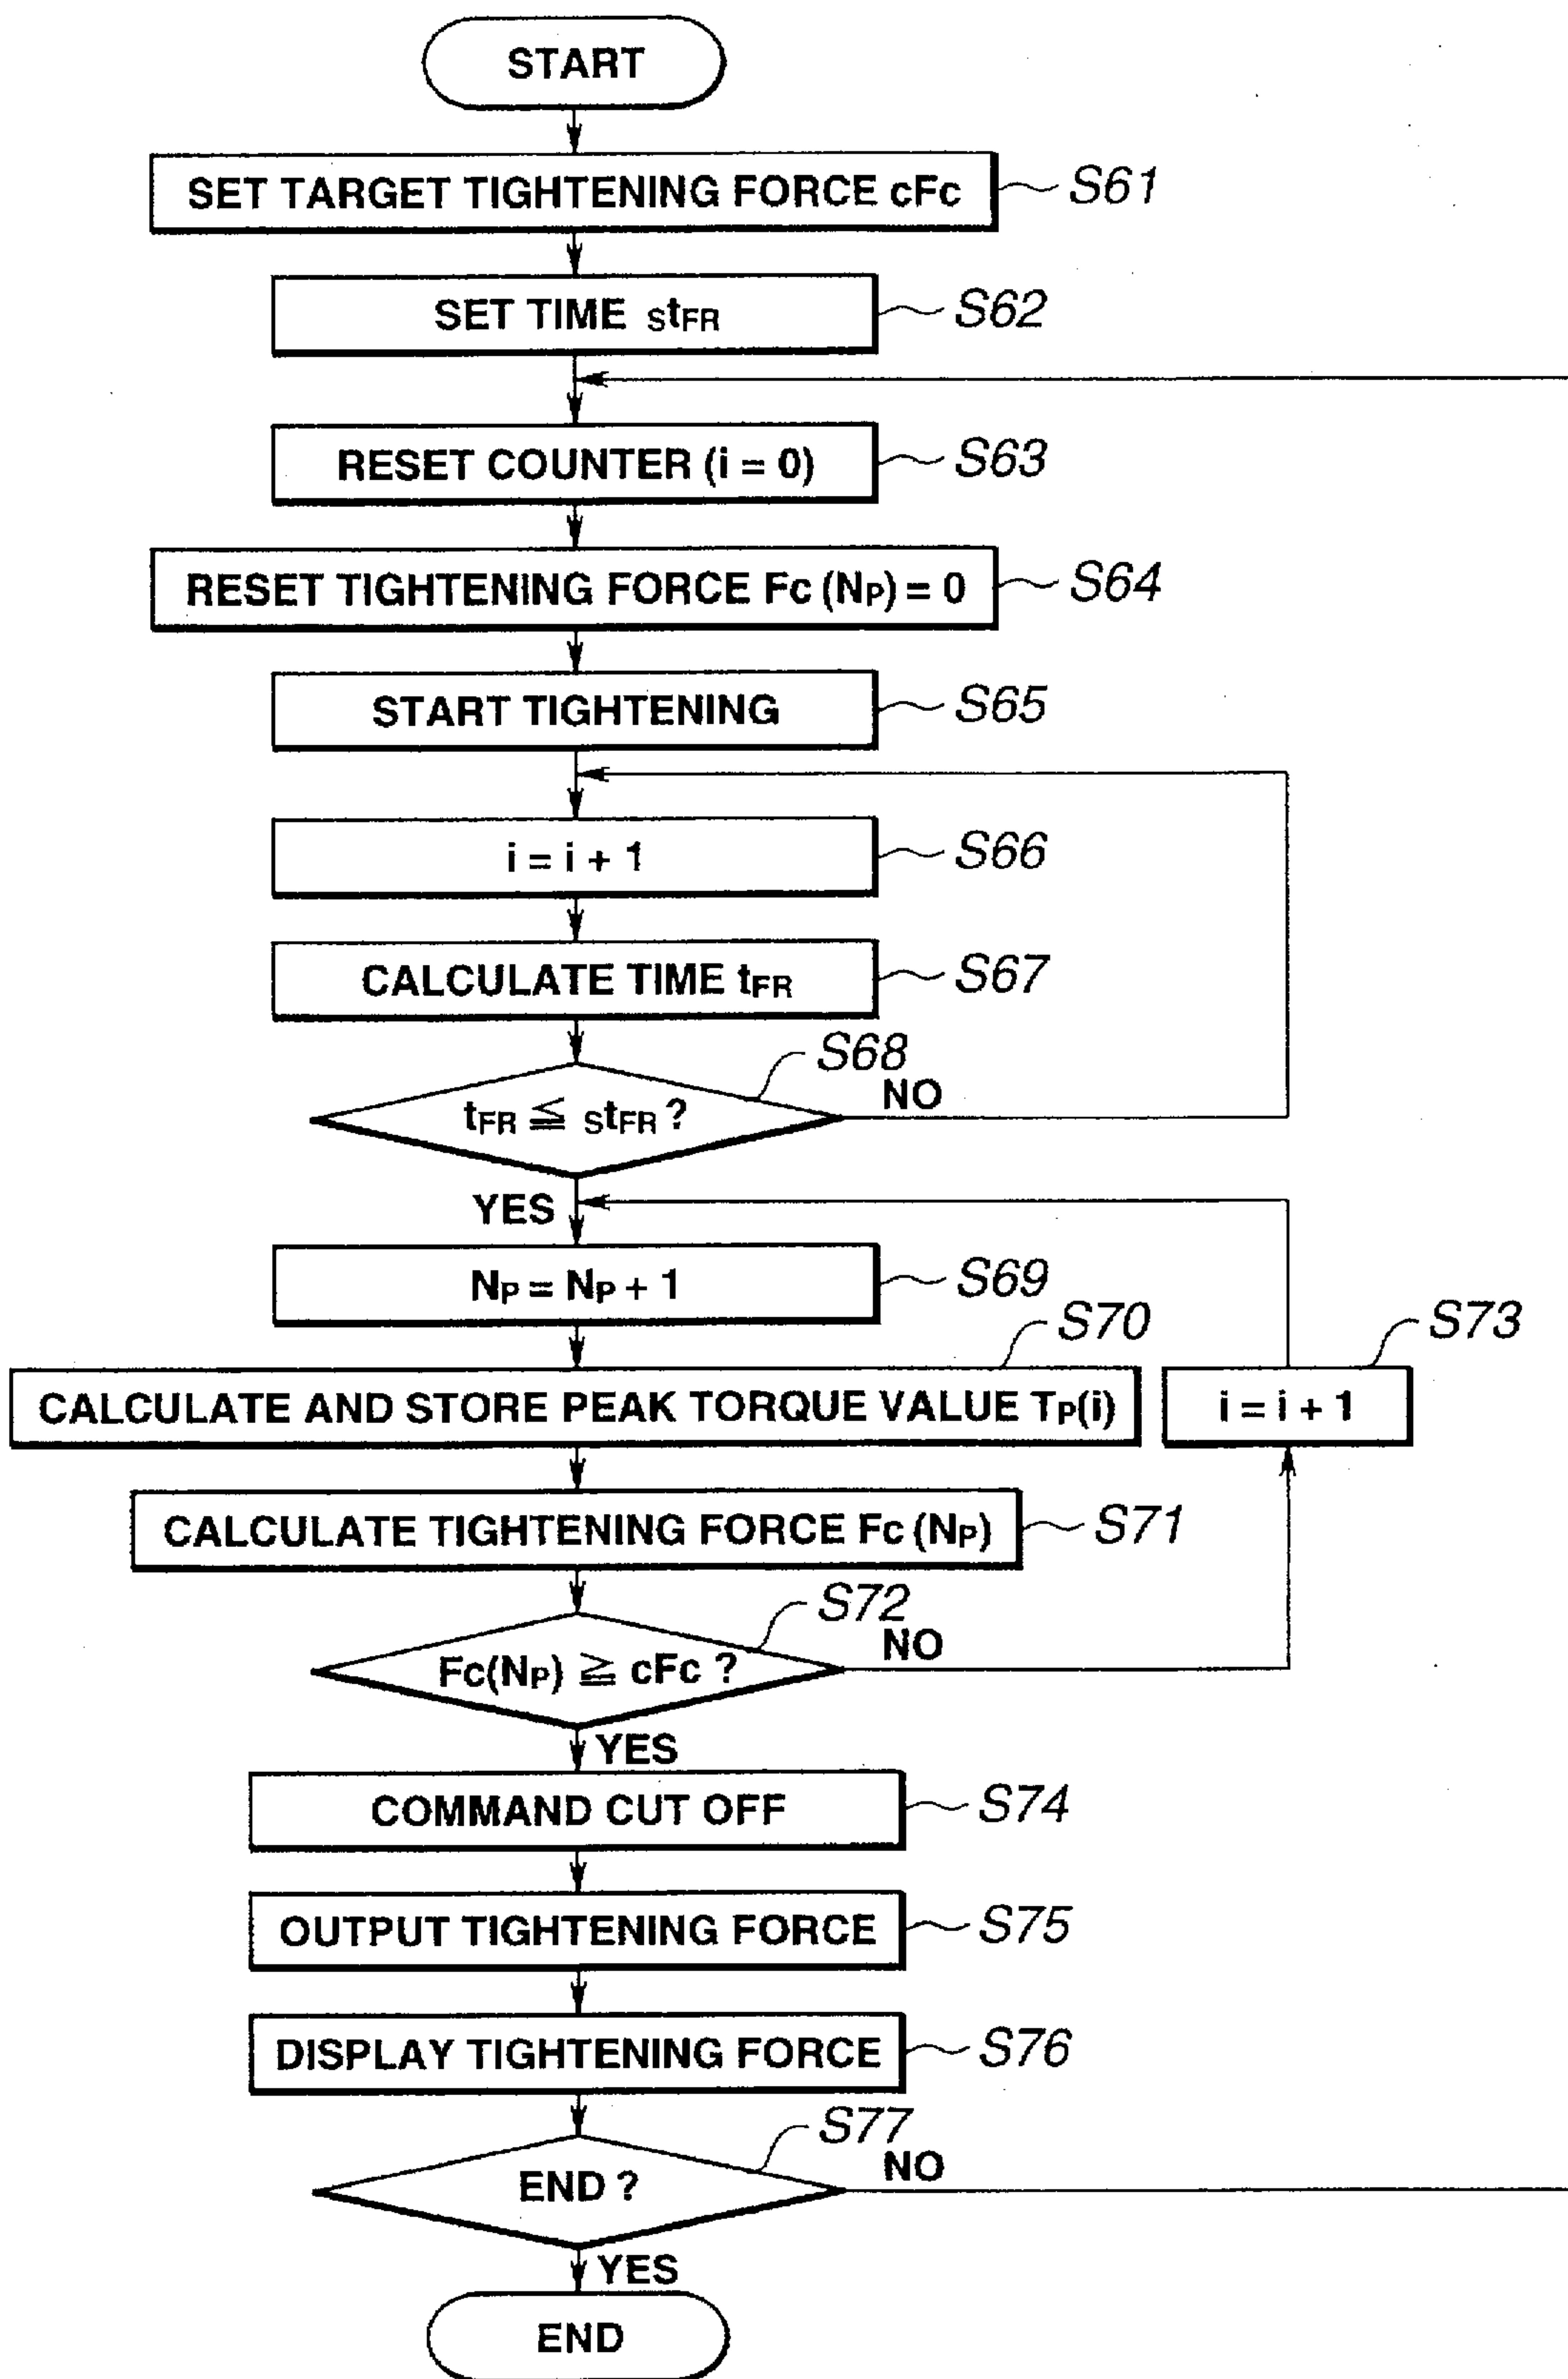 START
SET TARGET TIGHTENING FORCE cFc
S61
SET TIME StFR
S62
RESET COUNTER (i = 0)
S63
RESET TIGHTENING FORCE Fc (NP) = 0
S64
START TIGHTENING
S65
i = i + 1
S66
CALCULATE TIME tFR
S67
S68
tFR ≦ StFR ?
NO
YES
NP = NP + 1
S69
S70
S73
CALCULATE AND STORE PEAK TORQUE VALUE TP(i)
i = i + 1
CALCULATE TIGHTENING FORCE Fc (NP)
S71
S72
Fc(NP) ≧ cFc ?
NO
YES
COMMAND CUT OFF
S74
OUTPUT TIGHTENING FORCE
S75
DISPLAY TIGHTENING FORCE
S76
S77
END ?
NO
YES
END